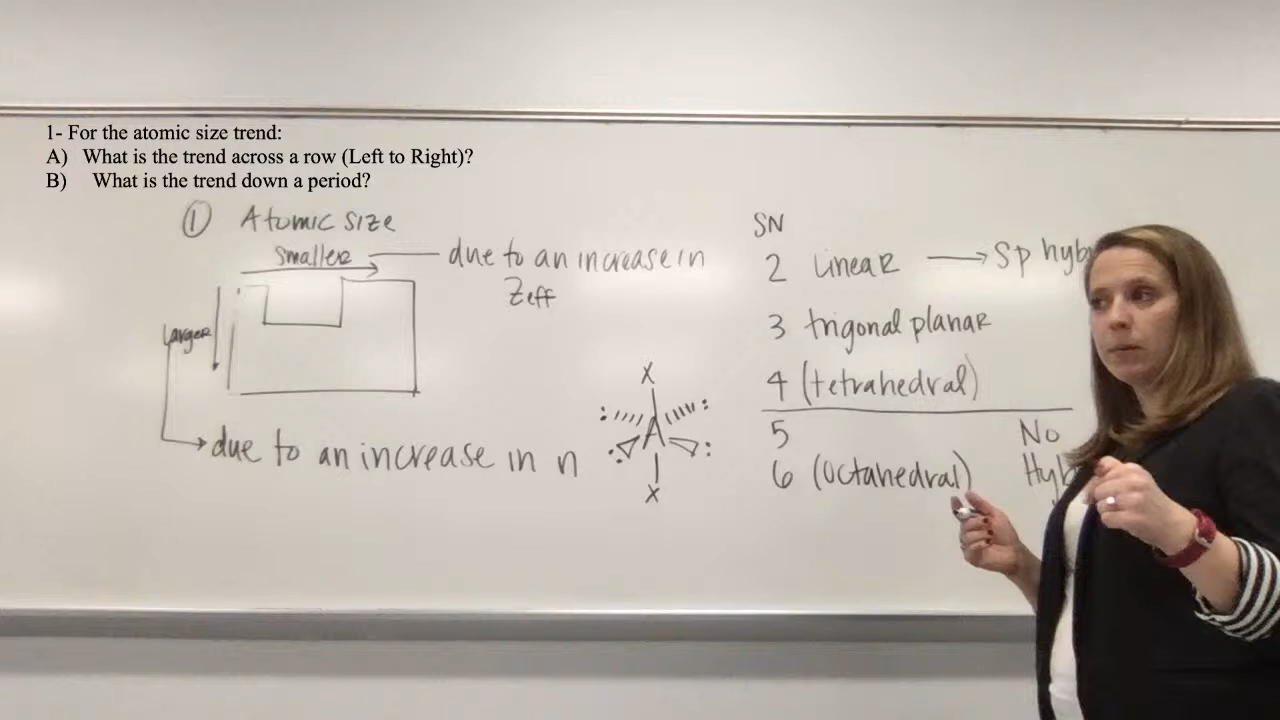 1- For the atomic size trend:
A) What is the trend across a row (Left to Right)?
B) What is the trend down a period?
① Atomic size
smaller
due to an increase in
Zeff
larger
due to an increase in n
X
A
X
SN
2 linear → sp hyb
3 trigonal planar
4 (tetrahedral)
5 No
6 (octahedral) Hyb